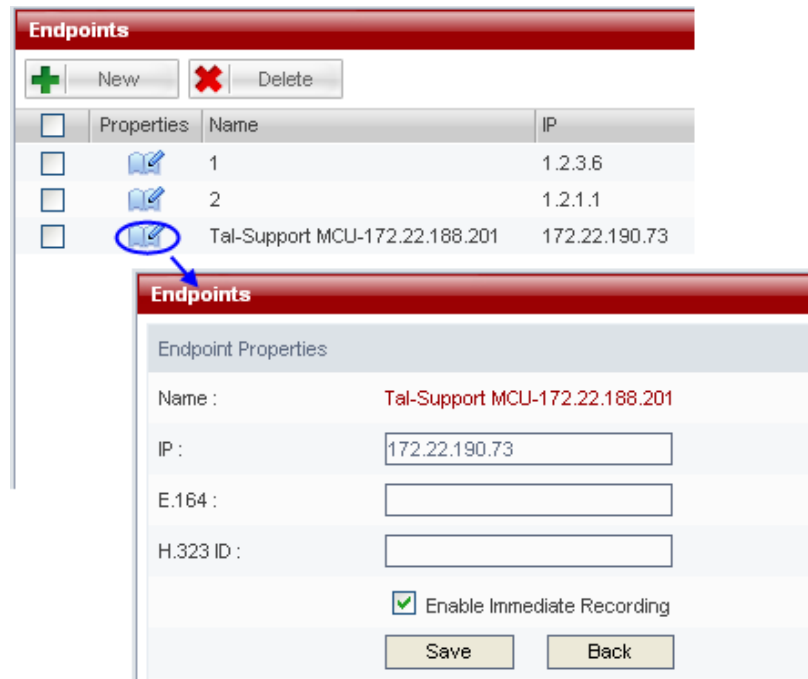 Endpoints
New Delete
Properties Name IP
1 1.2.3.6
2 1.2.1.1
Tal-Support MCU-172.22.188.201 172.22.190.73
Endpoints
Endpoint Properties
Name : Tal-Support MCU-172.22.188.201
IP : 172.22.190.73
E.164 :
H.323 ID :
Enable Immediate Recording
Save Back